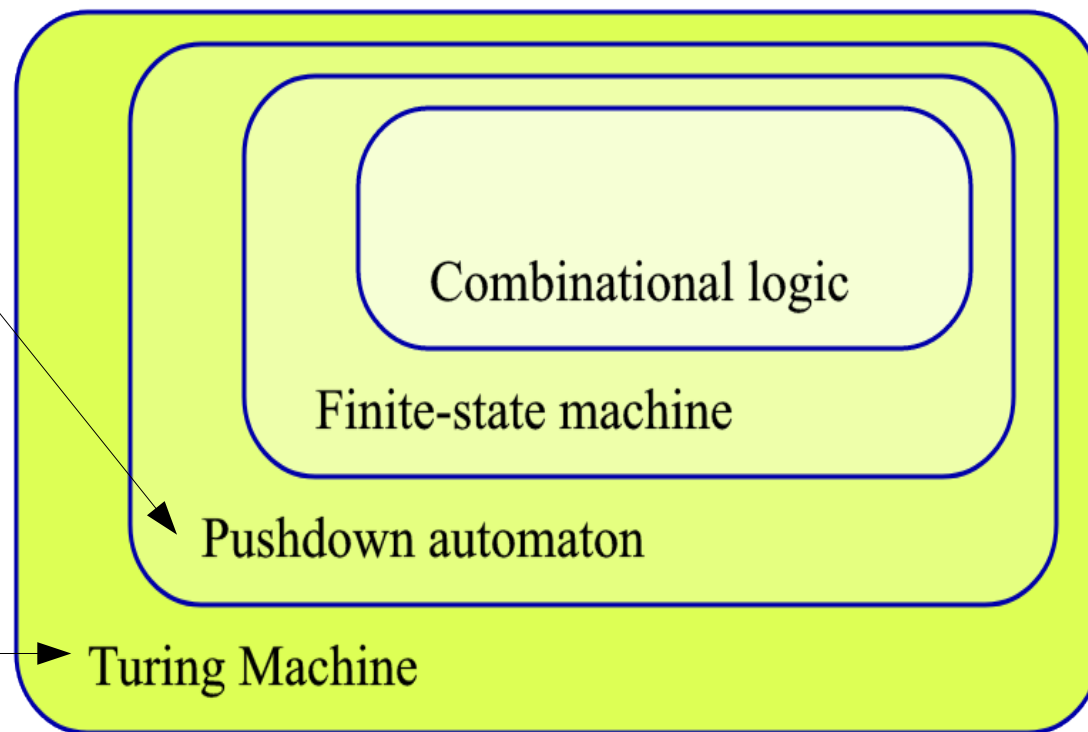 Combinational logic
Finite-state machine
Pushdown automaton
Turing Machine